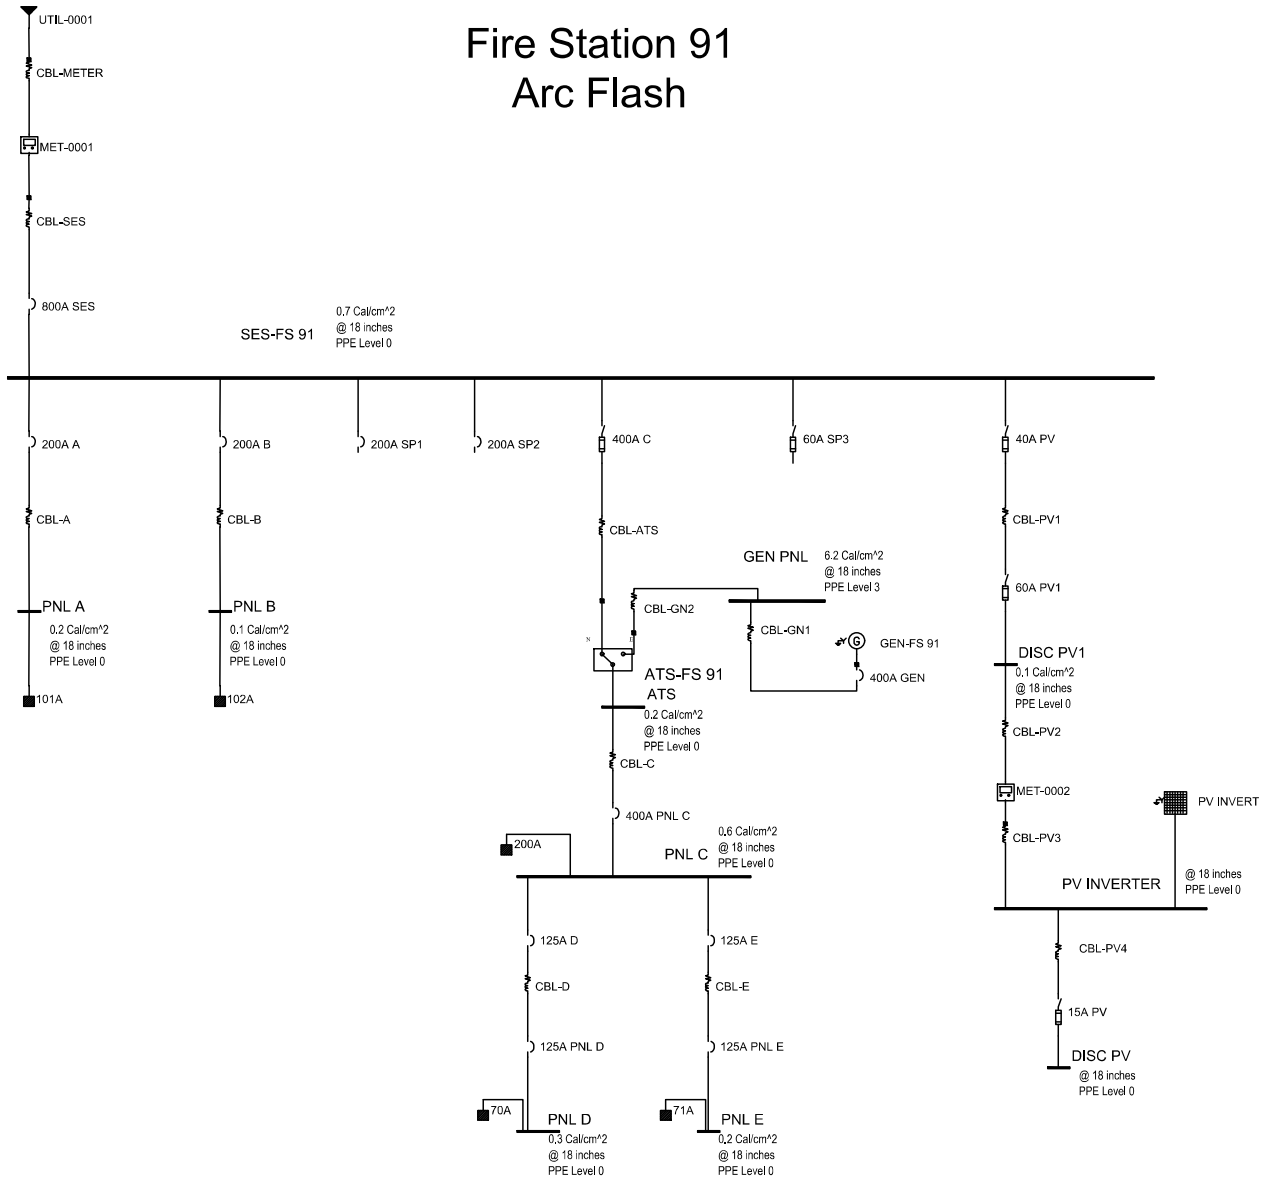 Fire Station 91
Arc Flash
UTIL-0001
CBL-METER
MET-0001
CBL-SES
800A SES
SES-FS 91
0.7 Cal/cm^2
@ 18 inches
PPE Level 0
200A A
200A B
200A SP1
200A SP2
400A C
60A SP3
40A PV
CBL-A
CBL-B
CBL-ATS
CBL-PV1
GEN PNL
6.2 Cal/cm^2
@ 18 inches
PPE Level 3
60A PV1
PNL A
0.2 Cal/cm^2
@ 18 inches
PPE Level 0
101A
PNL B
0.1 Cal/cm^2
@ 18 inches
PPE Level 0
102A
CBL-GN2
CBL-GN1
N
E
G
GEN-FS 91
400A GEN
DISC PV1
0.1 Cal/cm^2
@ 18 inches
PPE Level 0
ATS-FS 91
ATS
0.2 Cal/cm^2
@ 18 inches
PPE Level 0
CBL-C
CBL-PV2
MET-0002
PV INVERT
400A PNL C
CBL-PV3
200A
PNL C
0.6 Cal/cm^2
@ 18 inches
PPE Level 0
PV INVERTER
@ 18 inches
PPE Level 0
125A D
125A E
CBL-PV4
CBL-D
CBL-E
15A PV
125A PNL D
125A PNL E
DISC PV
@ 18 inches
PPE Level 0
70A
PNL D
0.3 Cal/cm^2
@ 18 inches
PPE Level 0
71A
PNL E
0.2 Cal/cm^2
@ 18 inches
PPE Level 0